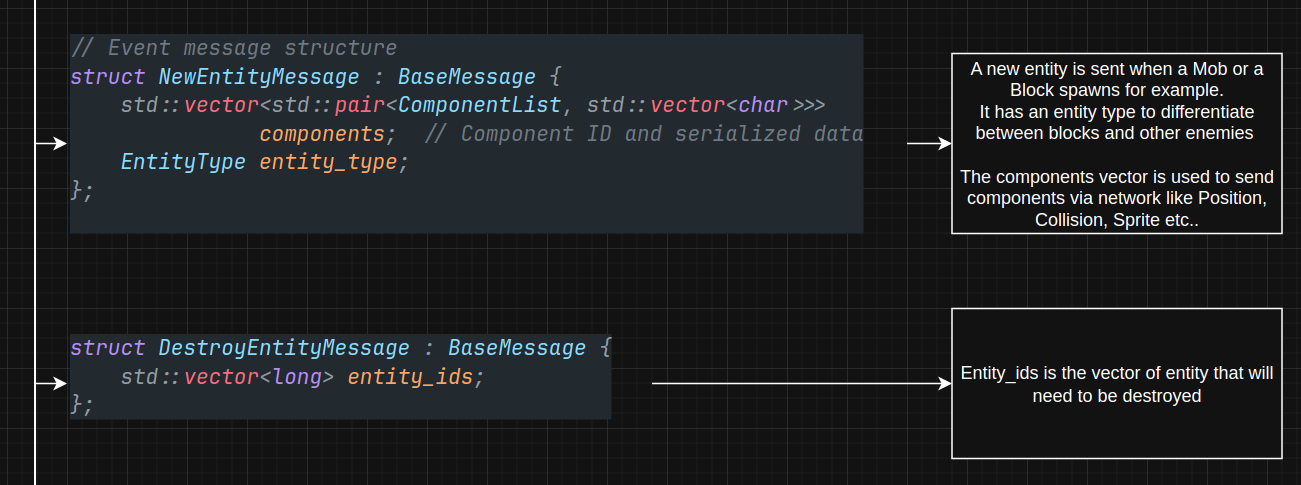 // Event message structure
struct NewEntityMessage : BaseMessage {
std::vector<std::pair<ComponentList, std::vector<char>>>
components; // Component ID and serialized data
EntityType entity_type;
};
A new entity is sent when a Mob or a
Block spawns for example.
It has an entity type to differentiate
between blocks and other enemies
The components vector is used to send
components via network like Position,
Collision, Sprite etc..
struct DestroyEntityMessage : BaseMessage {
std::vector<long> entity_ids;
};
Entity_ids is the vector of entity that will
need to be destroyed